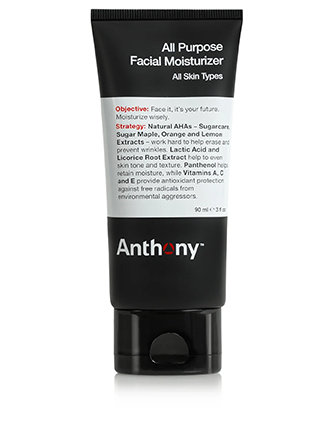 All Purpose
Facial Moisturizer
All Skin Types
Objective: Face it, it's your future.
Moisturize wisely.
Strategy: Natural AHAs – Sugarcane,
Sugar Maple, Orange and Lemon
Extracts – work hard to help erase and
prevent wrinkles. Lactic Acid and
Licorice Root Extract help to even
skin tone and texture. Panthenol helps
retain moisture, while Vitamins A, C
and E provide antioxidant protection
against free radicals from
environmental aggressors.
90 ml ℮ 3 fl
Anthony™